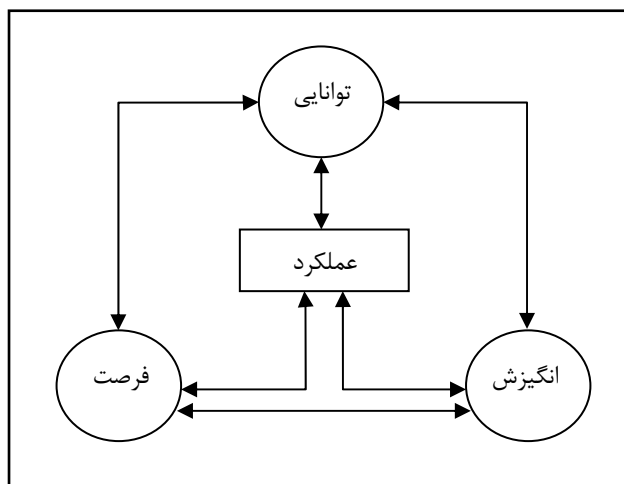 توانایی
عملکرد
انگیزش
فرصت